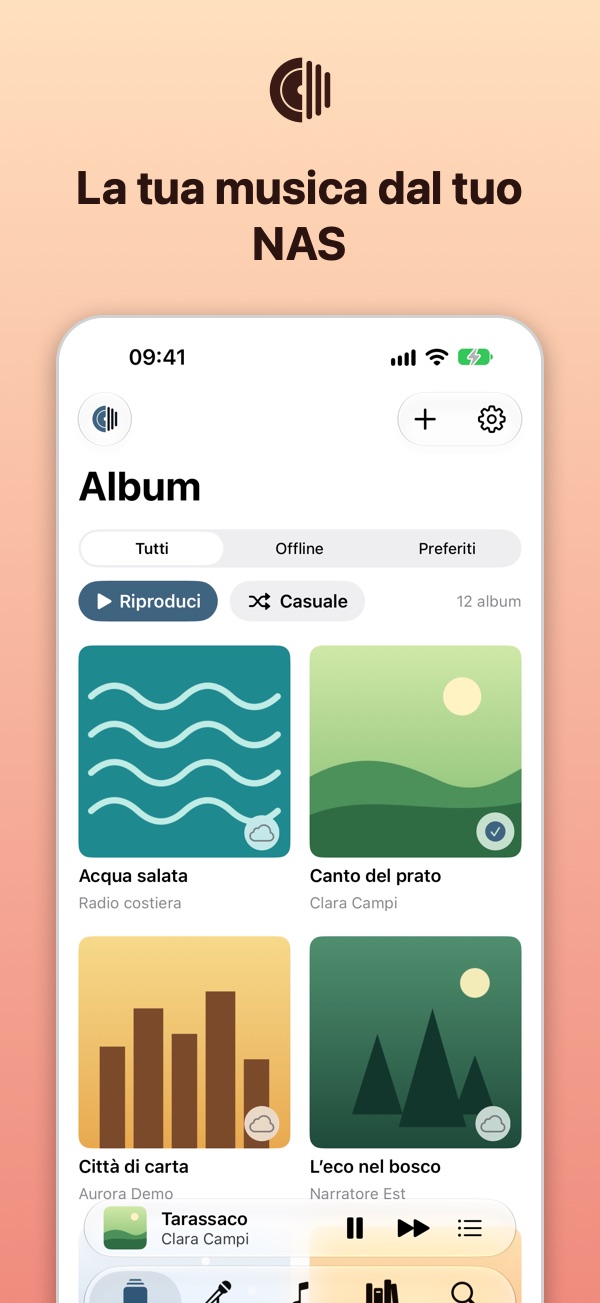 La tua musica dal tuo
NAS
09:41
Album
Tutti
Offline
Preferiti
Riproduci
Casuale
12 album
Acqua salata
Radio costiera
Canto del prato
Clara Campi
Città di carta
Aurora Demo
L'eco nel bosco
Narratore Est
Tarassaco
Clara Campi